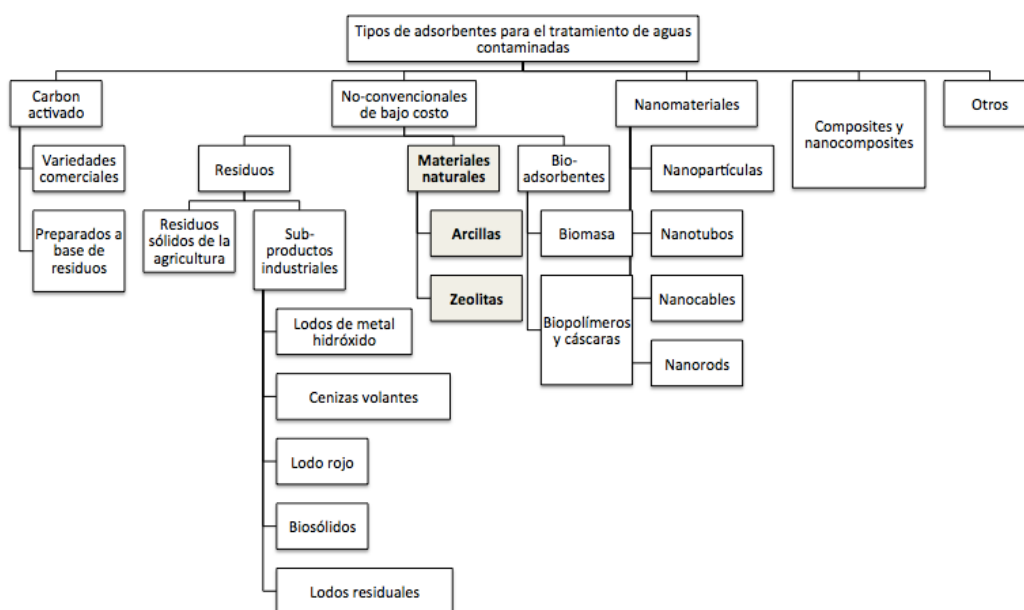 Tipos de adsorbentes para el tratamiento de aguas
contaminadas
Carbon
activado
No-convencionales
de bajo costo
Nanomateriales
Composites y
nanocomposites
Otros
Variedades
comerciales
Preparados a
base de
residuos
Residuos
Materiales
naturales
Bio-
adsorbentes
Residuos
sólidos de la
agricultura
Sub-
productos
industriales
Lodos de metal
hidróxido
Cenizas volantes
Lodo rojo
Biosólidos
Lodos residuales
Arcillas
Zeolitas
Biomasa
Biopolímeros
y cáscaras
Nanopartículas
Nanotubos
Nanocables
Nanorods